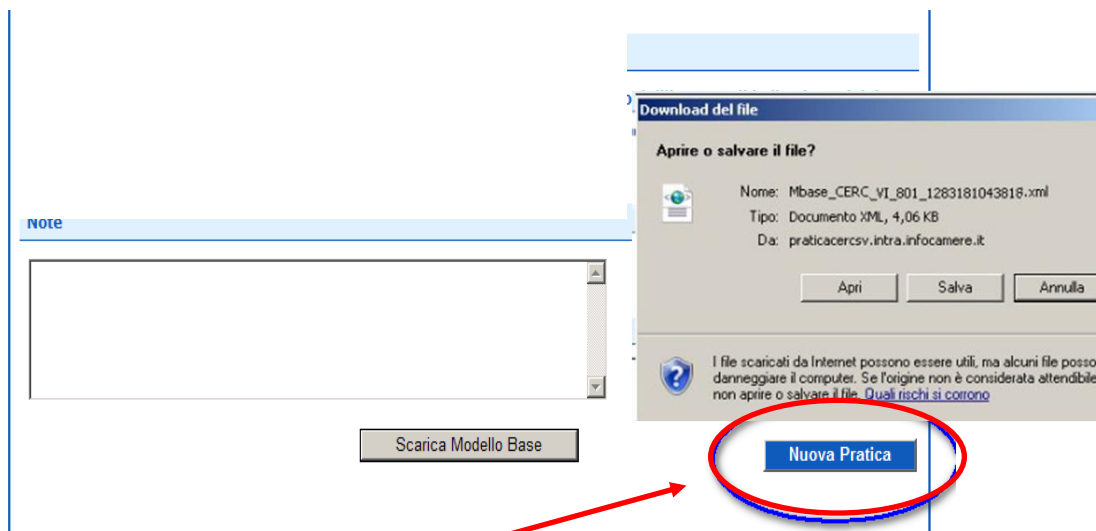 Download del file
Aprire o salvare il file?
Nome: Mbase_CERC_VI_801_1283181043818.xml
Tipo: Documento XML, 4,06 KB
Da: praticacercsv.intra.infocamere.it
Apri Salva Annulla
Note
I file scaricati da Internet possono essere utili, ma alcuni file posso
danneggiare il computer. Se l'origine non è considerata attendibile
non aprire o salvare il file. Quali rischi si corrono
Scarica Modello Base
Nuova Pratica